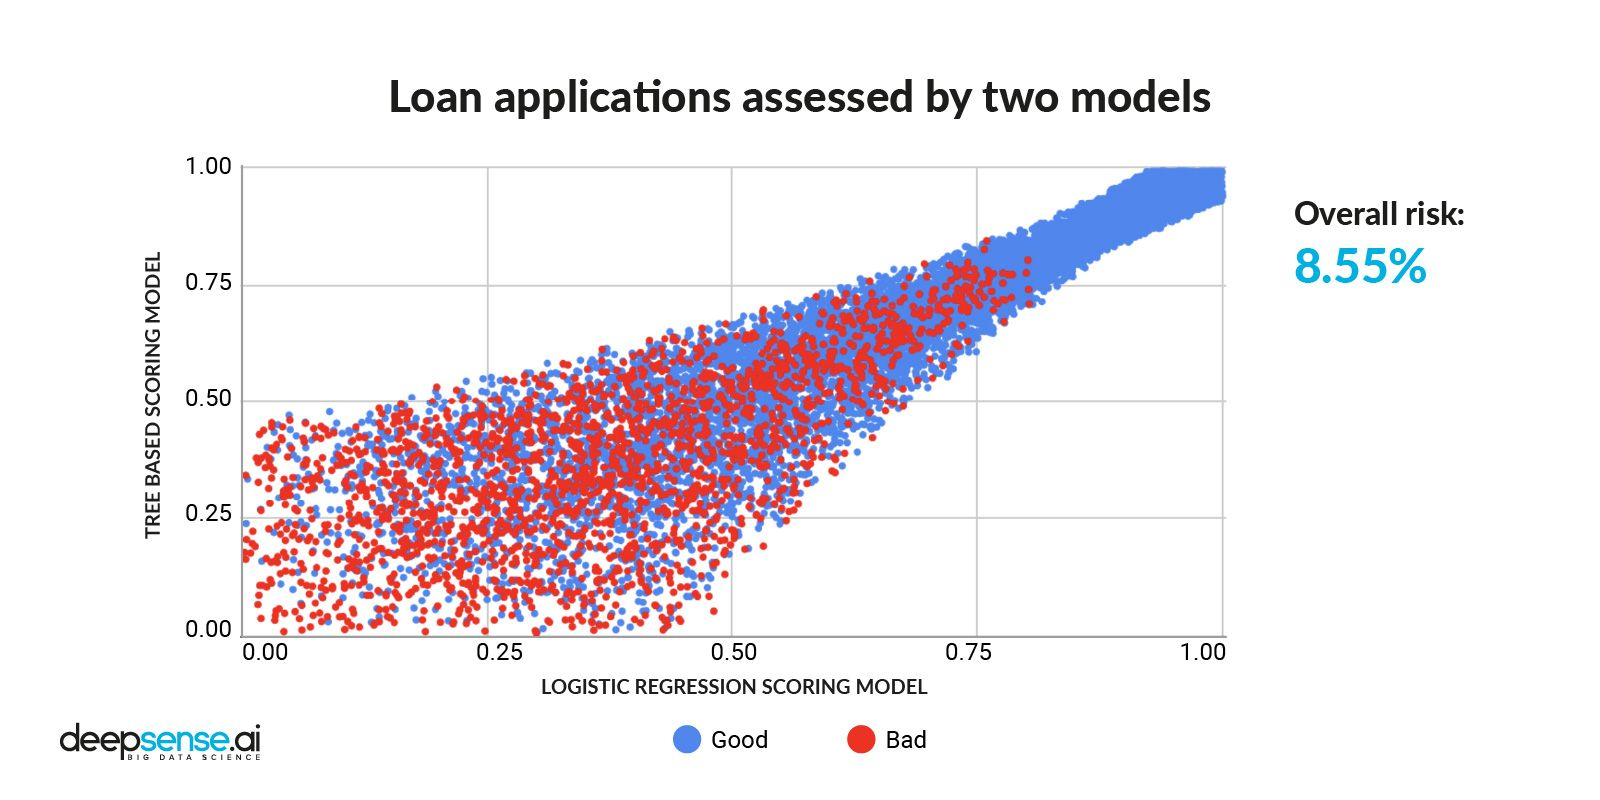 Loan applications assessed by two models
1.00
0.75
0.50
0.25
0.00
TREE BASED SCORING MODEL
0.00 0.25 0.50 0.75 1.00
LOGISTIC REGRESSION SCORING MODEL
Good Bad
Overall risk:
8.55%
deepsense.ai
BIG DATA SCIENCE